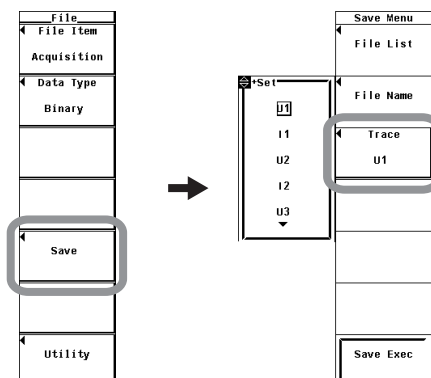 File
File Item
Acquisition
Data Type
Binary
Save
Utility
+Set
U1
I1
U2
I2
U3
Save Menu
File List
File Name
Trace
U1
Save Exec